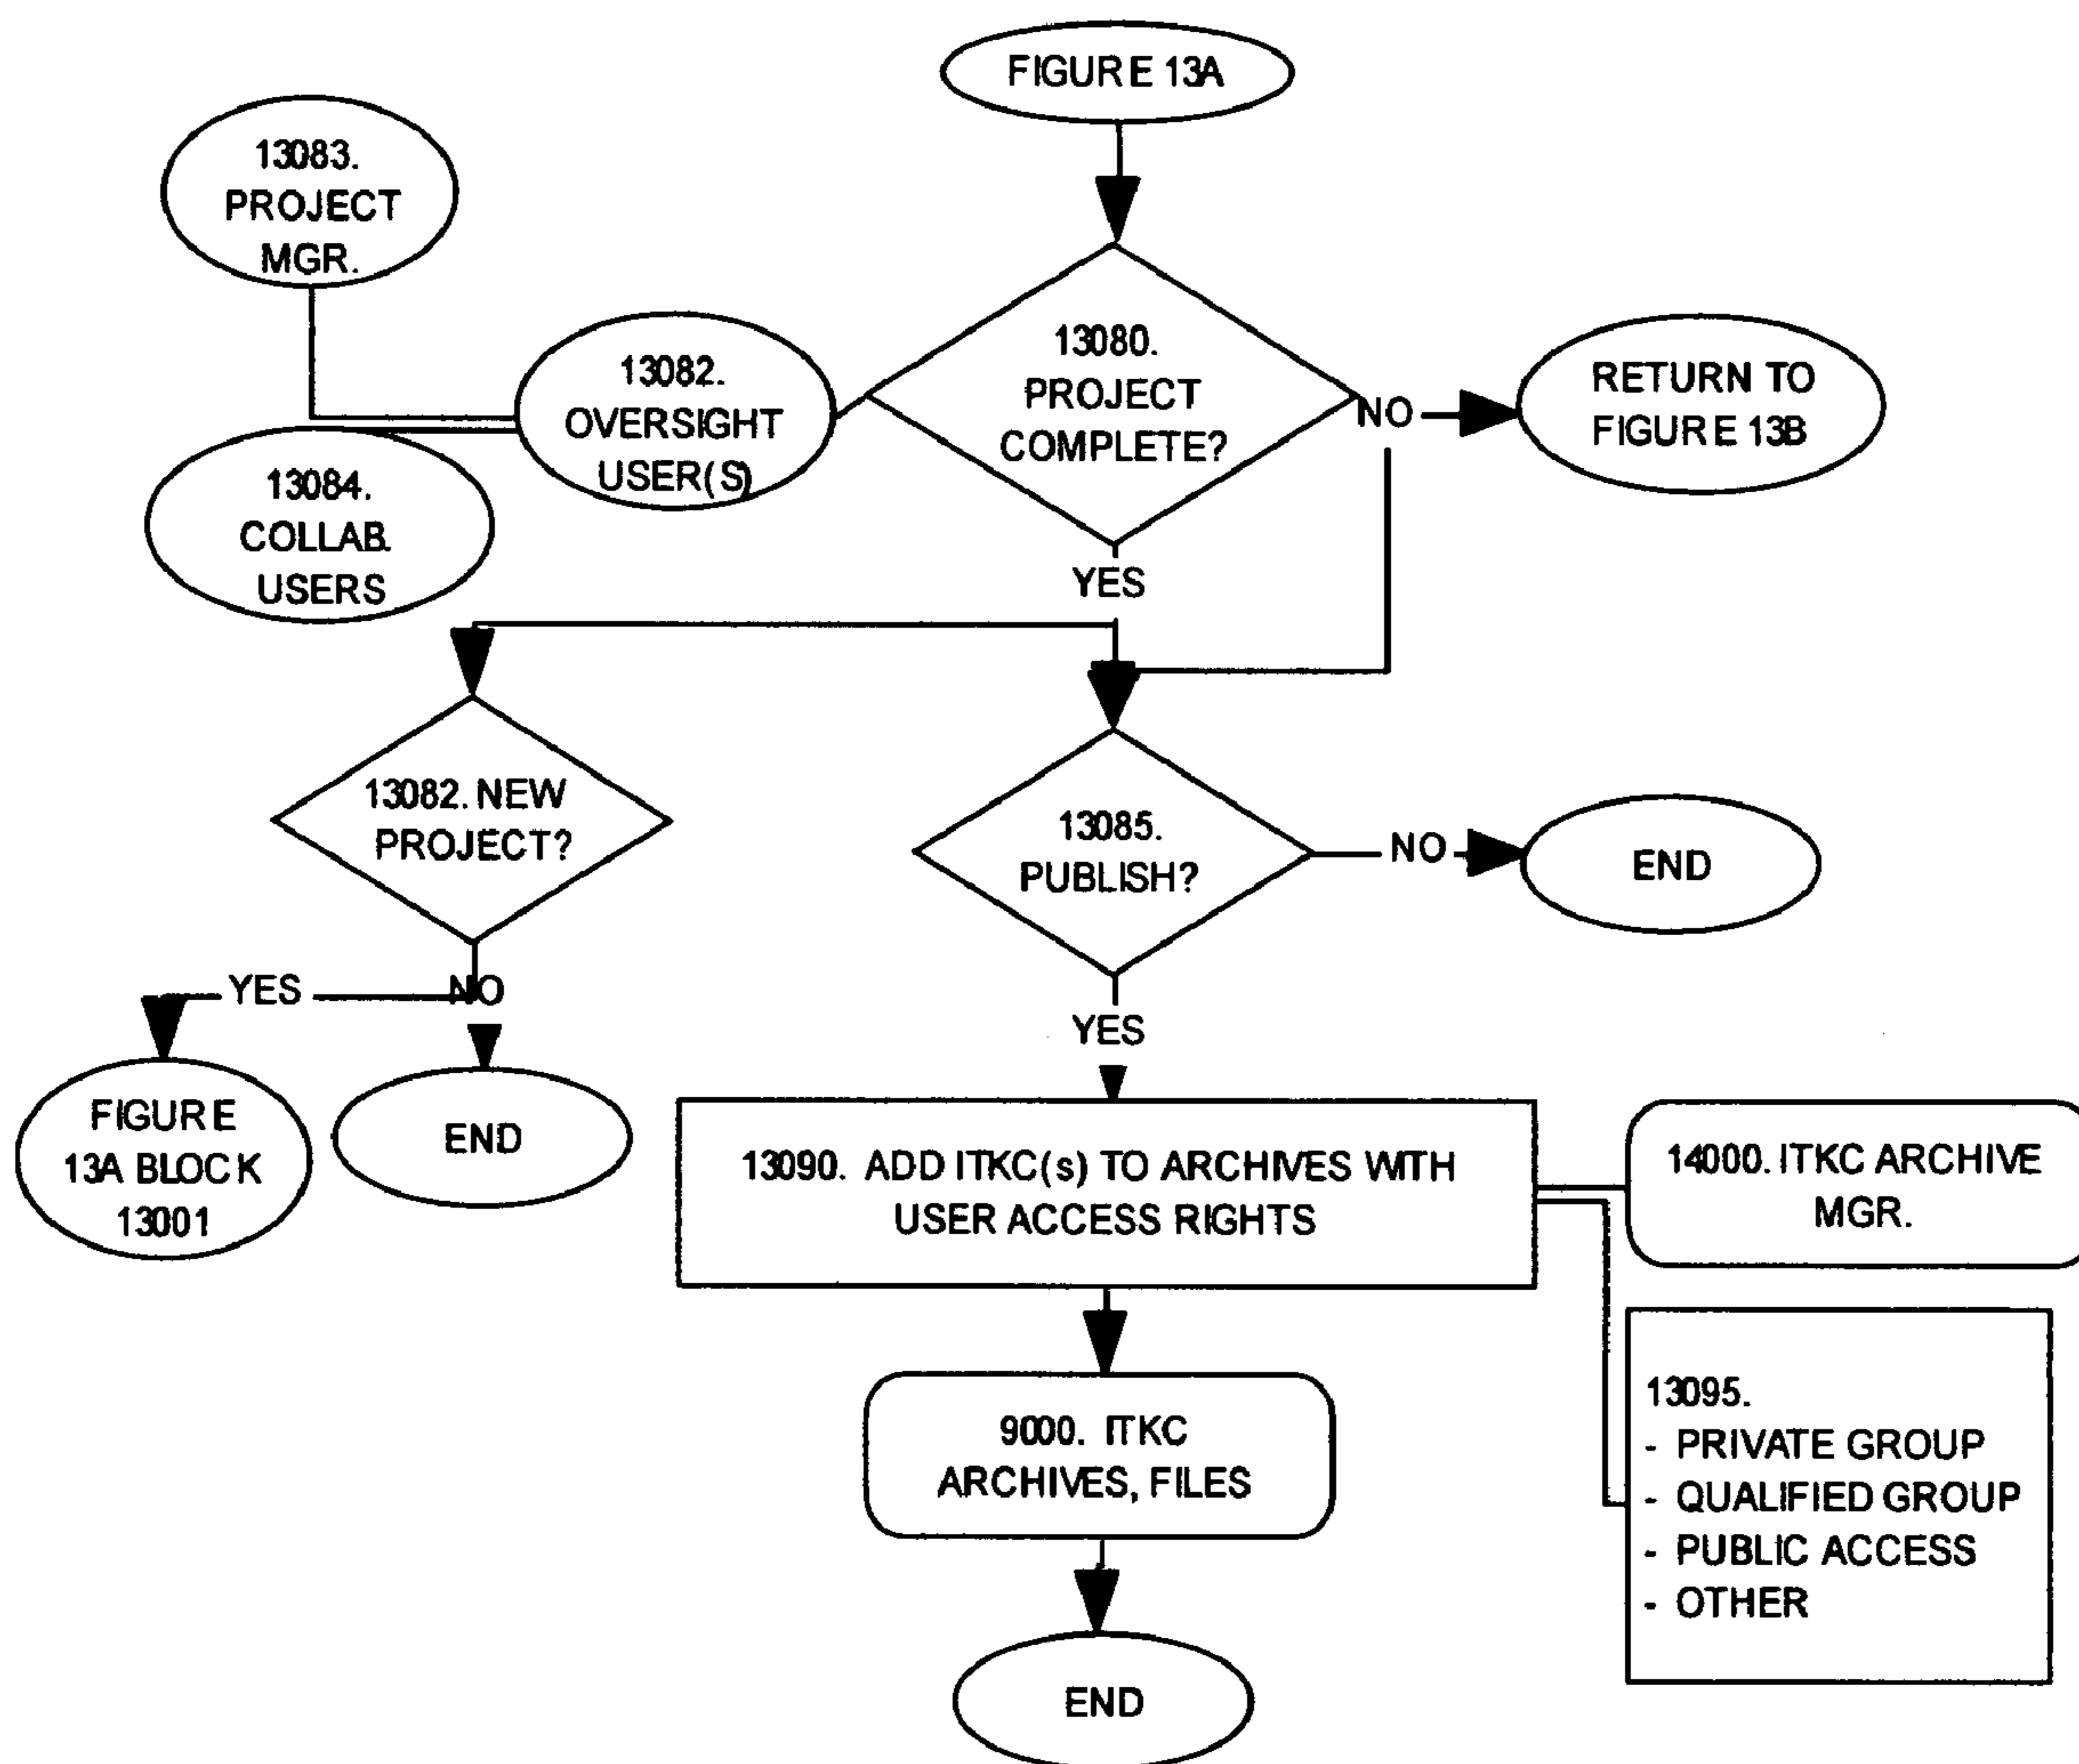 FIGURE 13A
13083.
PROJECT
MGR.
13082.
OVERSIGHT
USER(S)
13084.
COLLAB.
USERS
13080.
PROJECT
COMPLETE?
NO
RETURN TO
FIGURE 13B
YES
13082. NEW
PROJECT?
13085.
PUBLISH?
NO
END
YES
NO
FIGURE
13A BLOCK
13001
END
YES
13090. ADD ITKC(s) TO ARCHIVES WITH
USER ACCESS RIGHTS
14000. ITKC ARCHIVE
MGR.
13095.
- PRIVATE GROUP
- QUALIFIED GROUP
- PUBLIC ACCESS
- OTHER
9000. ITKC
ARCHIVES, FILES
END